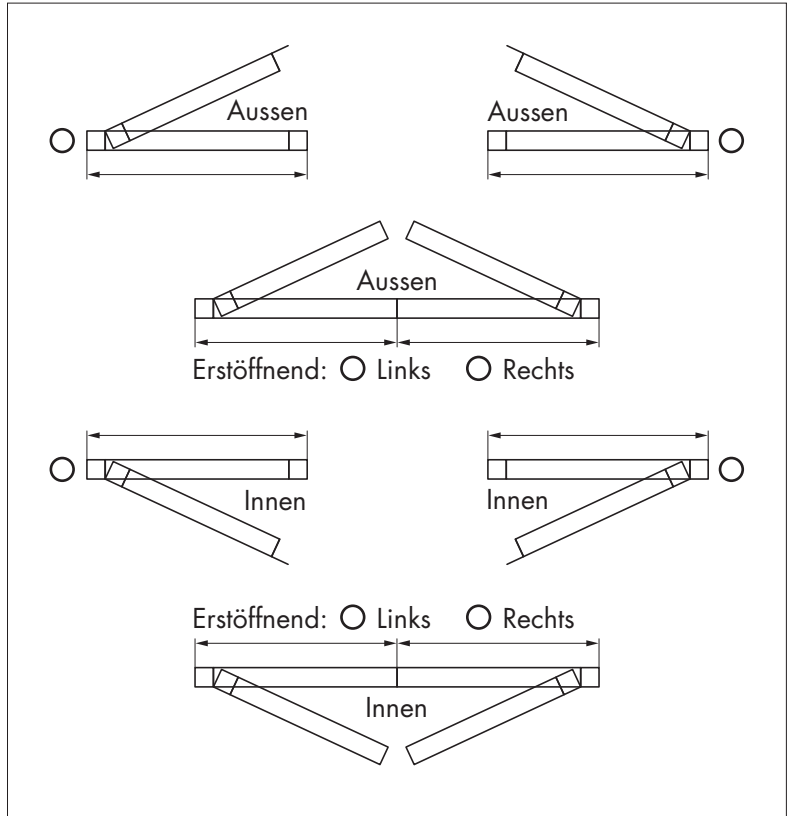 Aussen Aussen
Aussen
Erstöffnend: Links Rechts
Innen Innen
Erstöffnend: Links Rechts
Innen